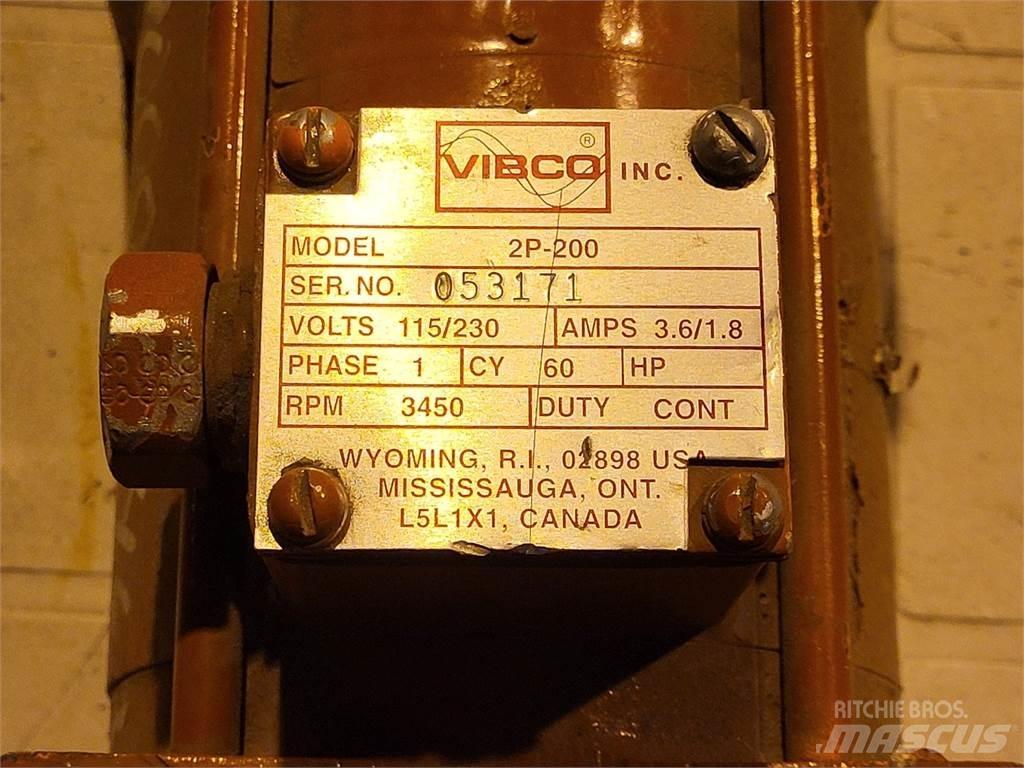 VIBCO ® INC.
MODEL 2P-200
SER. NO. 053171
VOLTS 115/230 AMPS 3.6/1.8
PHASE 1 CY 60 HP
RPM 3450 DUTY CONT
WYOMING, R.I., 02898 USA
MISSISSAUGA, ONT.
L5L1X1, CANADA
RITCHIE BROS.
MASCUS